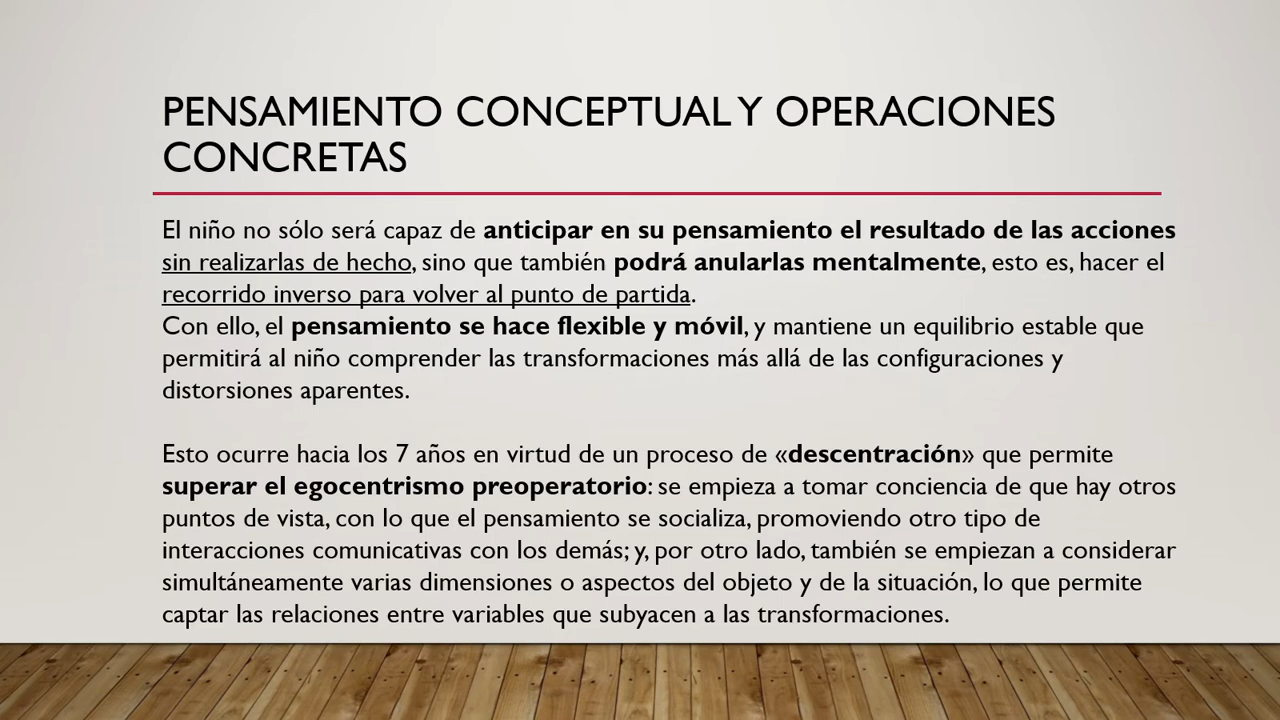 PENSAMIENTO CONCEPTUAL Y OPERACIONES
CONCRETAS
El niño no sólo será capaz de anticipar en su pensamiento el resultado de las acciones
sin realizarlas de hecho, sino que también podrá anularlas mentalmente, esto es, hacer el
recorrido inverso para volver al punto de partida.
Con ello, el pensamiento se hace flexible y móvil, y mantiene un equilibrio estable que
permitirá al niño comprender las transformaciones más allá de las configuraciones y
distorsiones aparentes.
Esto ocurre hacia los 7 años en virtud de un proceso de «descentración» que permite
superar el egocentrismo preoperatorio: se empieza a tomar conciencia de que hay otros
puntos de vista, con lo que el pensamiento se socializa, promoviendo otro tipo de
interacciones comunicativas con los demás; y, por otro lado, también se empiezan a considerar
simultáneamente varias dimensiones o aspectos del objeto y de la situación, lo que permite
captar las relaciones entre variables que subyacen a las transformaciones.